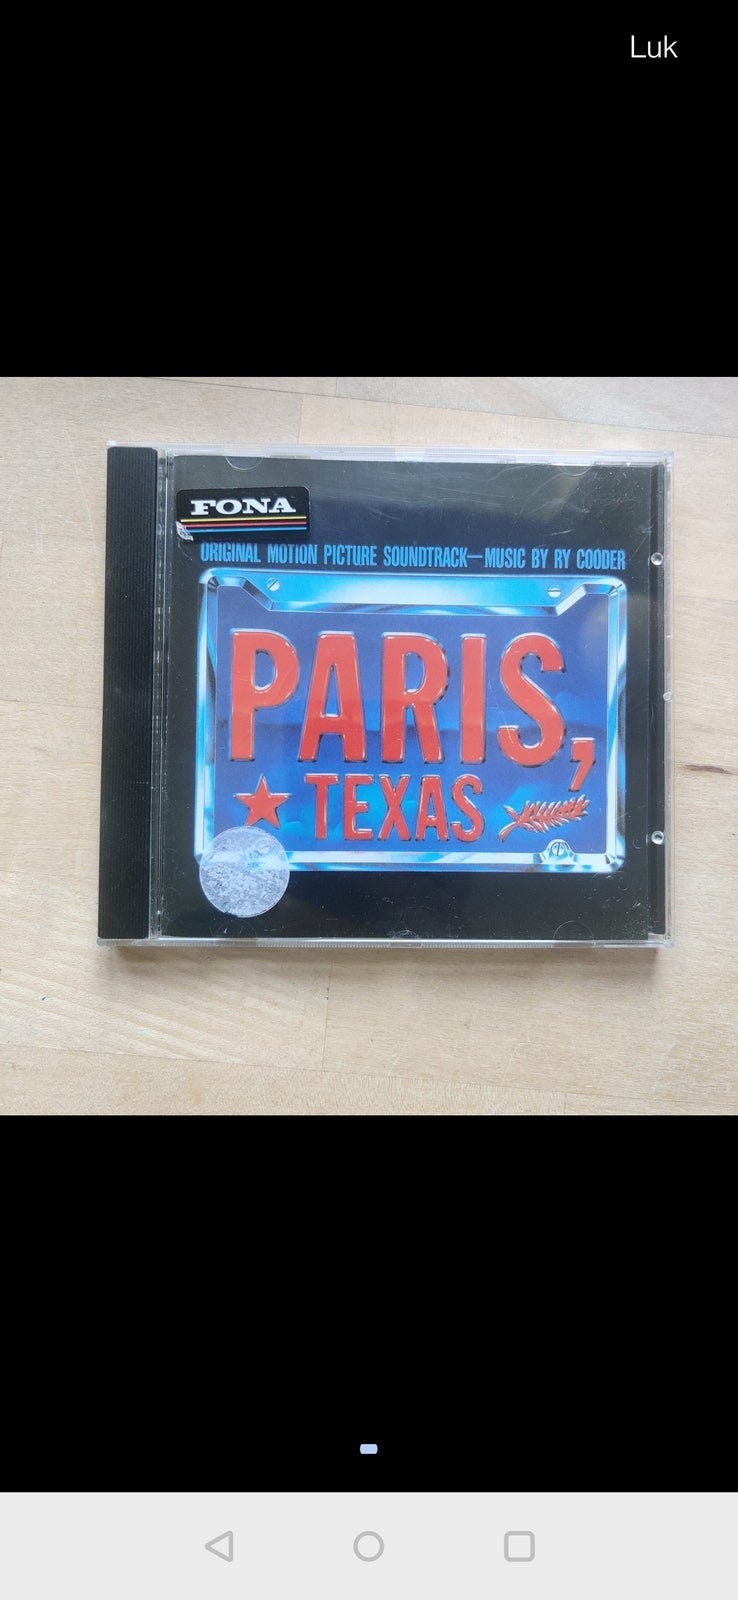 Luk
FONA
ORIGINAL MOTION PICTURE SOUNDTRACK—MUSIC BY RY COODER
PARIS,
TEXAS